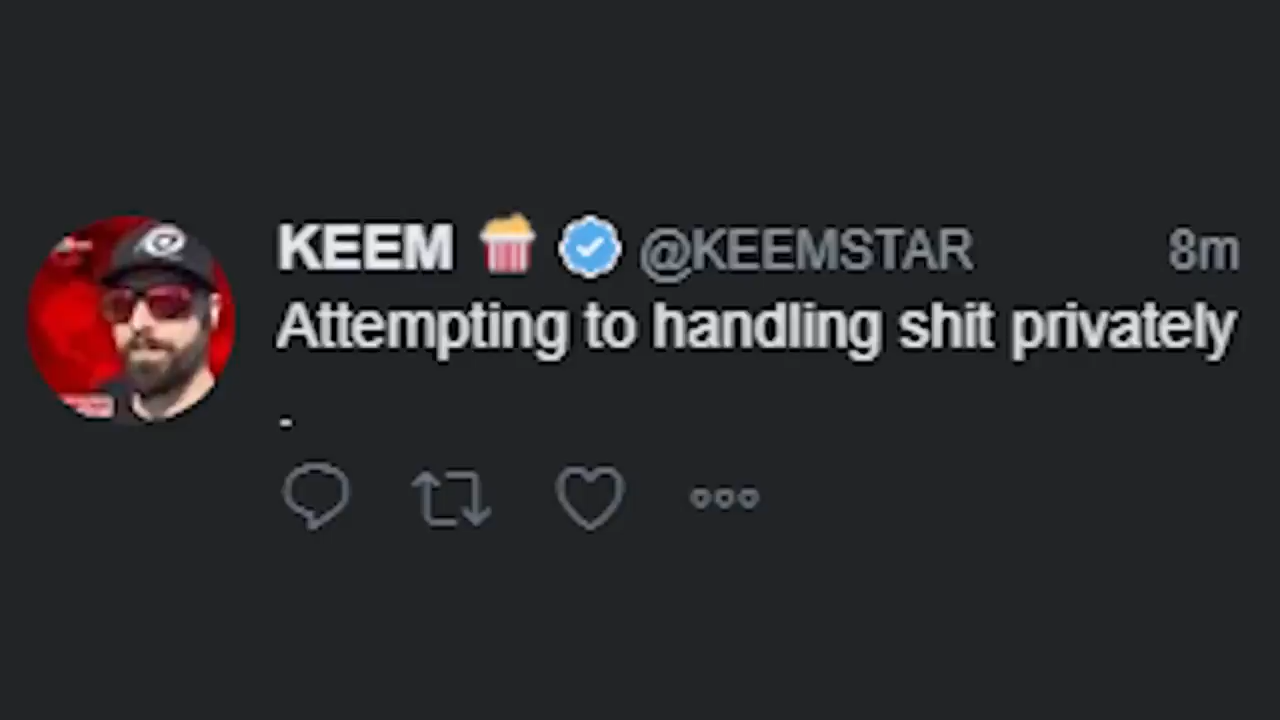 KEEM 🍿 @KEEMSTAR 8m
Attempting to handling shit privately
.